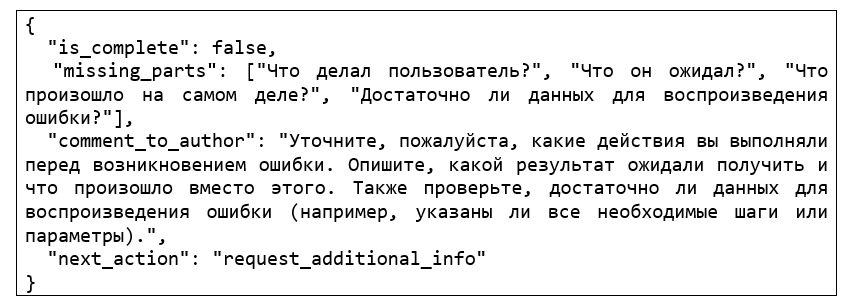 {
"is_complete": false,
"missing_parts": ["Что делал пользователь?", "Что он ожидал?", "Что
произошло на самом деле?", "Достаточно ли данных для воспроизведения
ошибки?"],
"comment_to_author": "Уточните, пожалуйста, какие действия вы выполняли
перед возникновением ошибки. Опишите, какой результат ожидали получить и
что произошло вместо этого. Также проверьте, достаточно ли данных для
воспроизведения ошибки (например, указаны ли все необходимые шаги или
параметры).",
"next_action": "request_additional_info"
}